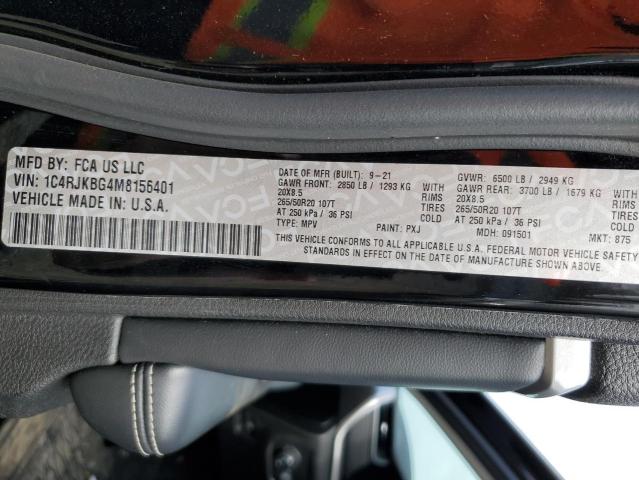 MFD BY: FCA US LLC
VIN: 1C4RJKBG4M8156401
VEHICLE MADE IN U.S.A.
DATE OF MFR (BUILT): 9-21
GVWR: 6500 LB / 2949 KG
GAWR FRONT: 2850 LB / 1293 KG WITH
GAWR REAR: 3700 LB / 1679 KG WITH
20X8.5 RIMS
20X8.5 RIMS
265/50R20 107T TIRES
265/50R20 107T TIRES
AT 250 kPa / 36 PSI COLD
AT 250 kPa / 36 PSI COLD
TYPE: MPV PAINT: PXJ MDH: 091501 MKT: 875
THIS VEHICLE CONFORMS TO ALL APPLICABLE U.S.A. FEDERAL MOTOR VEHICLE SAFETY
STANDARDS IN EFFECT ON THE DATE OF MANUFACTURE SHOWN ABOVE.